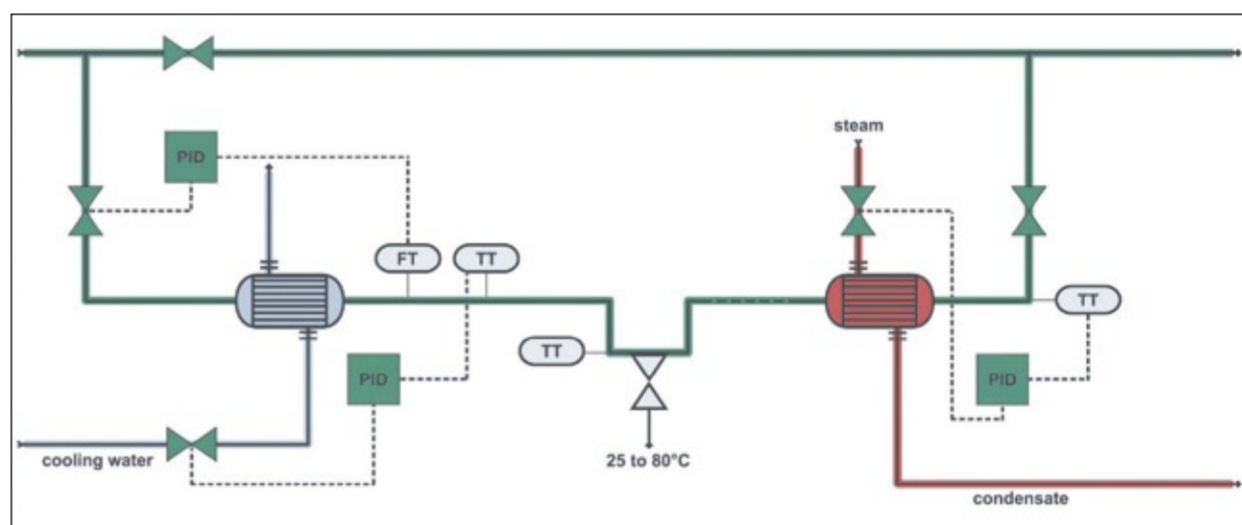 steam
PID
FT
TT
TT
TT
PID
PID
cooling water
25 to 80°C
condensate